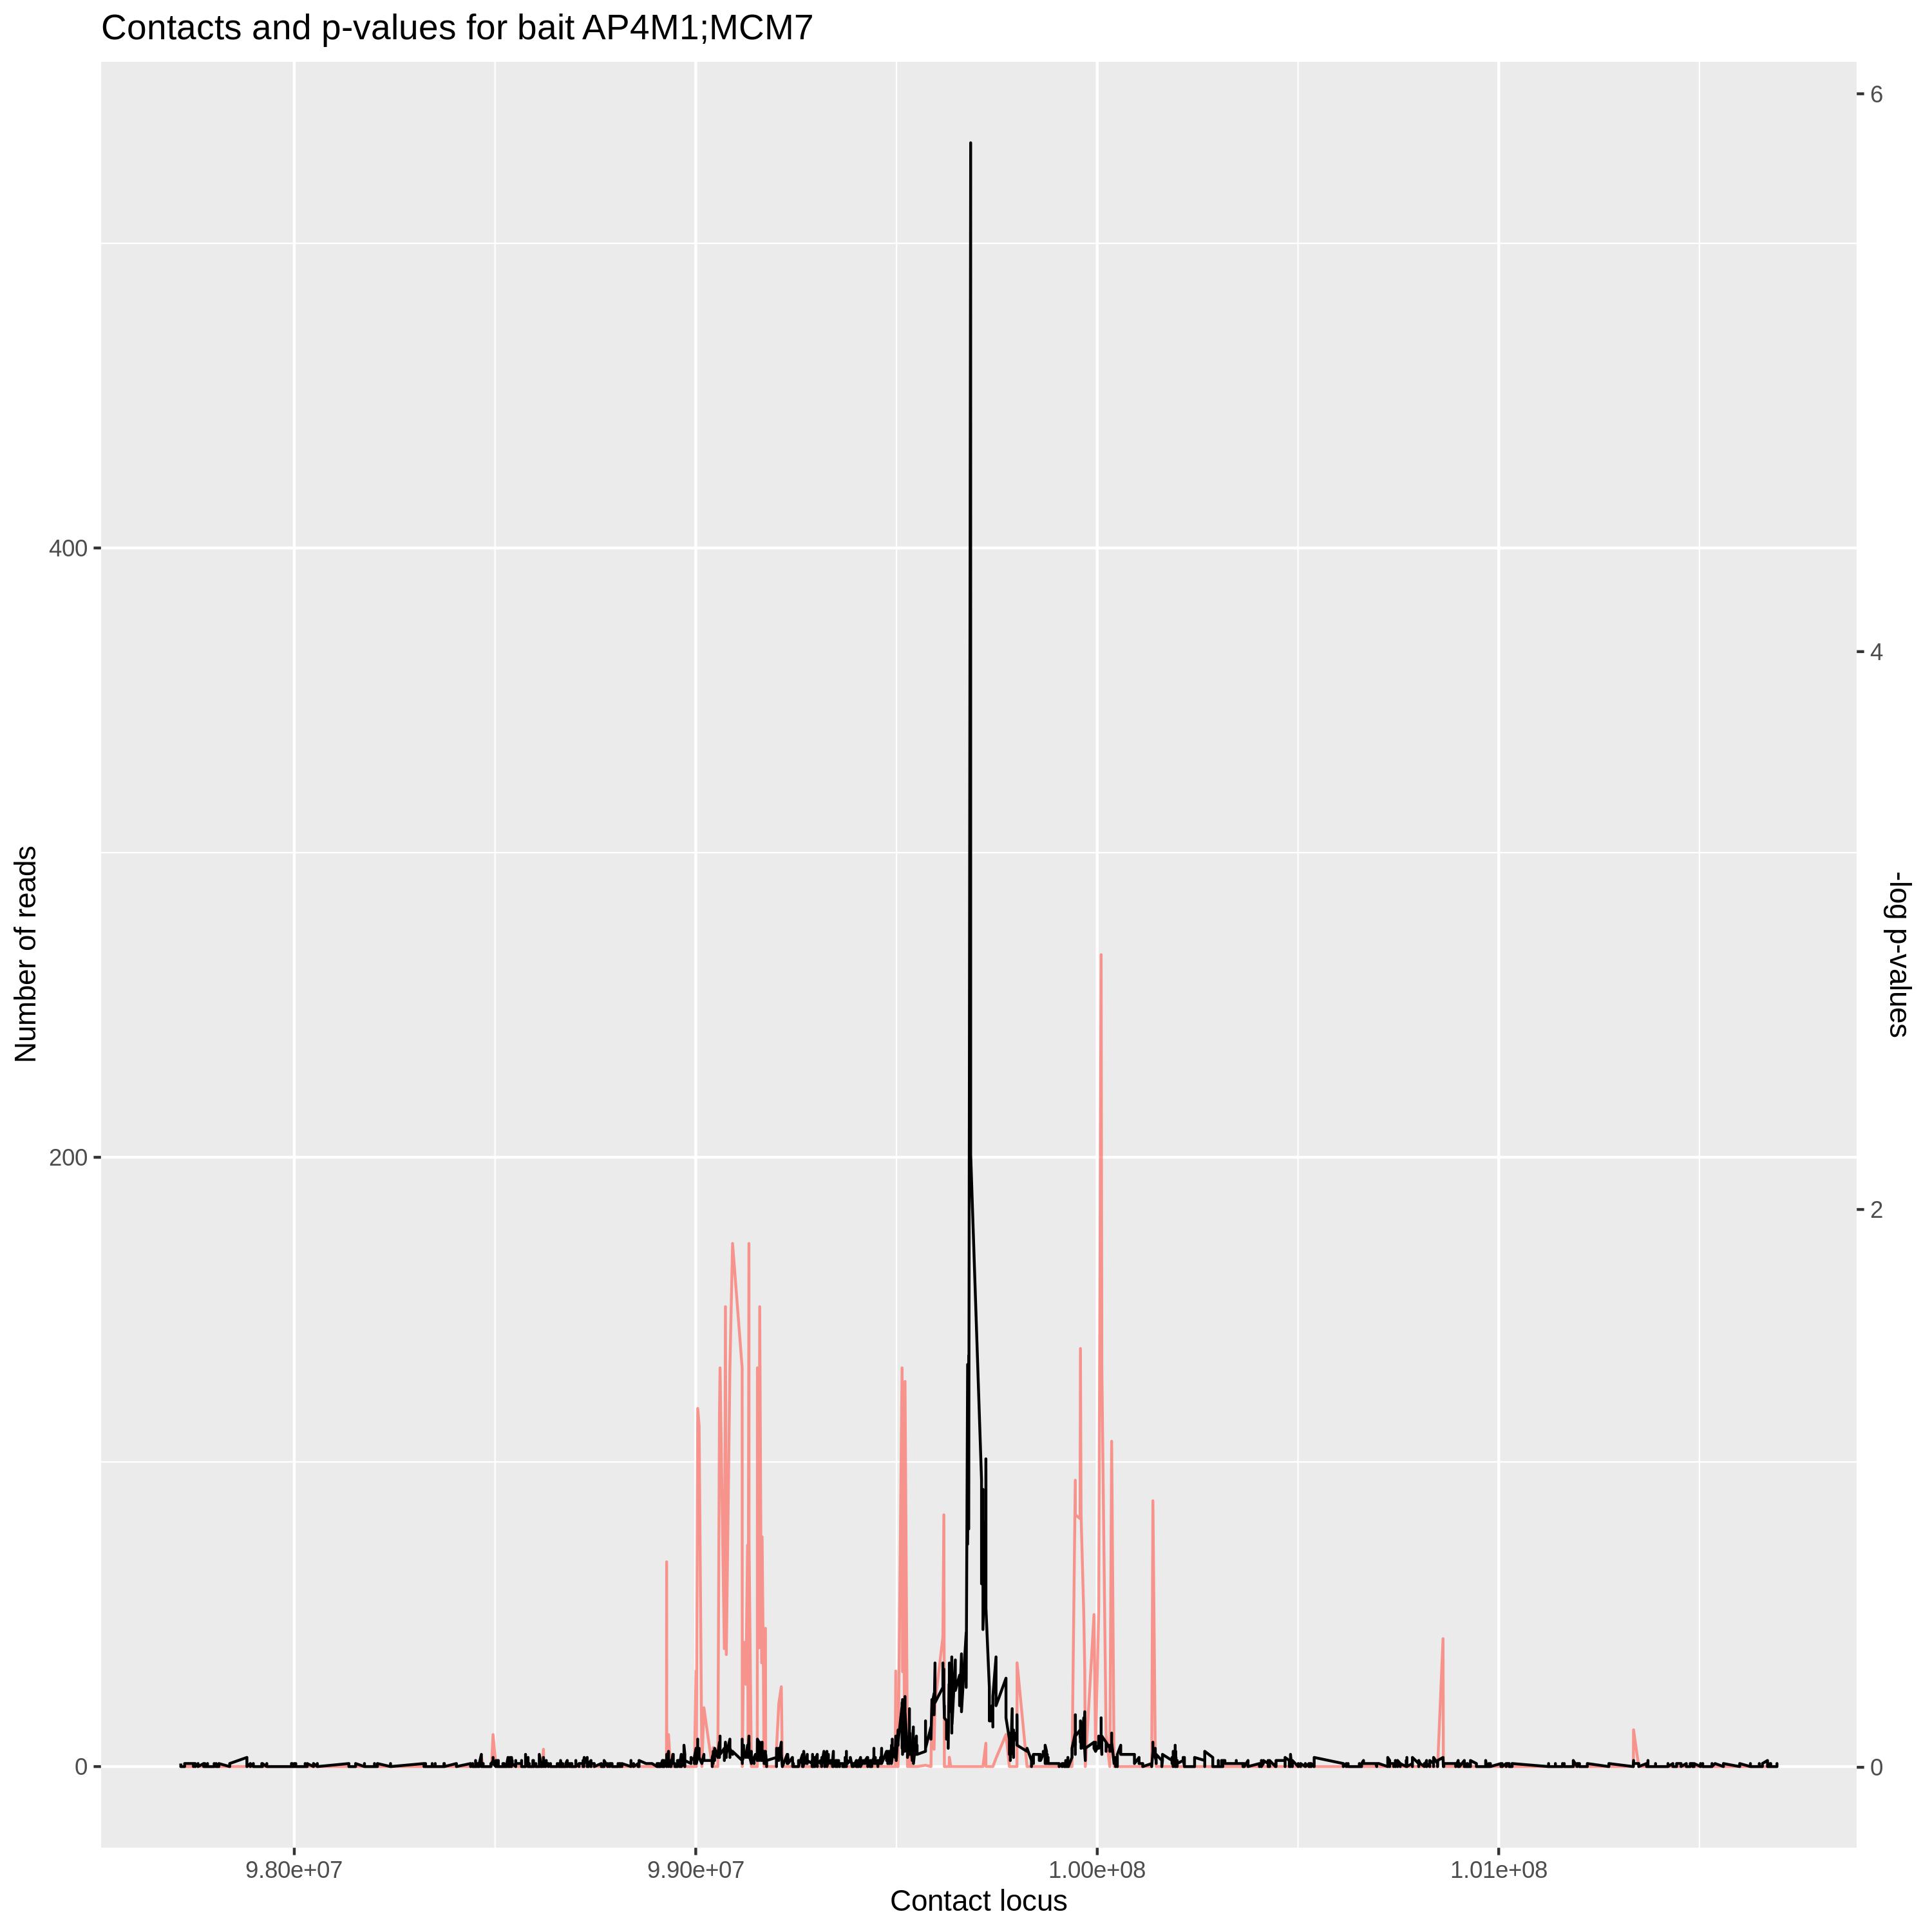 Contacts and p-values for bait AP4M1;MCM7
6
400
4
Number of reads
-log p-values
200
2
0
0
9.80e+07
9.90e+07
1.00e+08
1.01e+08
Contact locus